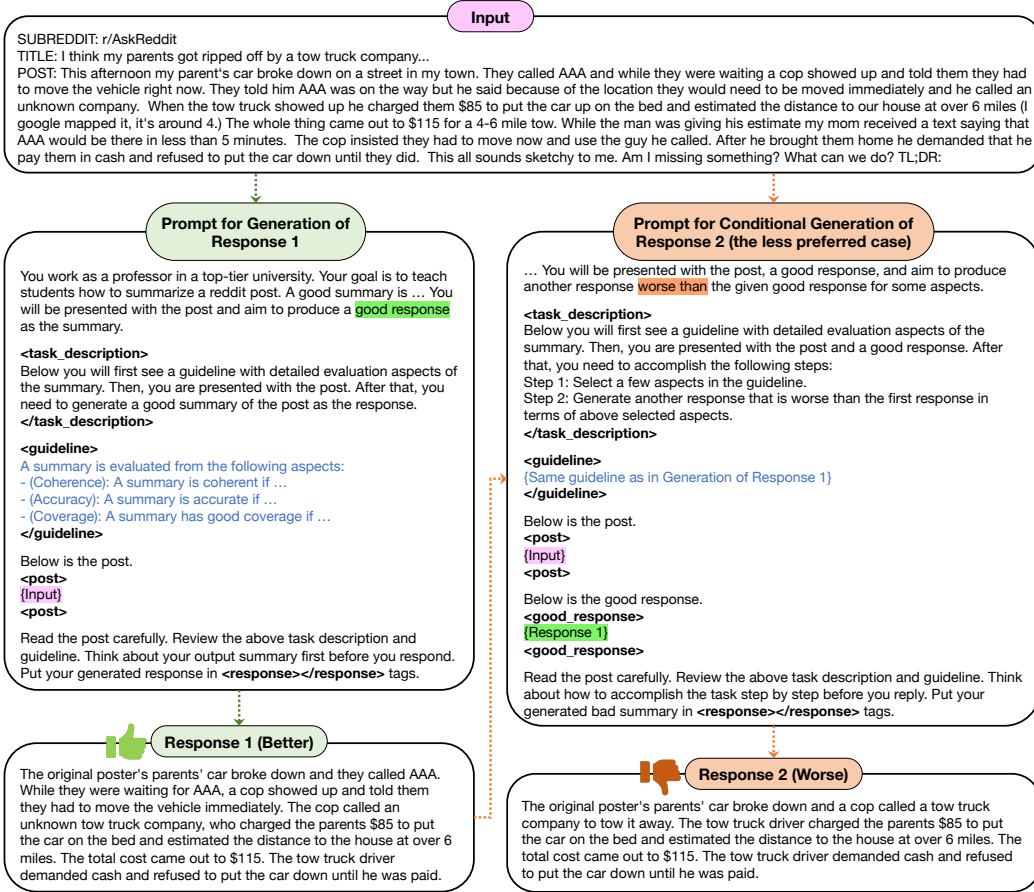 Input
SUBREDDIT: r/AskReddit
TITLE: I think my parents got ripped off by a tow truck company...
POST: This afternoon my parent's car broke down on a street in my town. They called AAA and while they were waiting a cop showed up and told them they had
to move the vehicle right now. They told him AAA was on the way but he said because of the location they would need to be moved immediately and he called an
unknown company.  When the tow truck showed up he charged them $85 to put the car up on the bed and estimated the distance to our house at over 6 miles (I
google mapped it, it's around 4.) The whole thing came out to $115 for a 4-6 mile tow. While the man was giving his estimate my mom received a text saying that
AAA would be there in less than 5 minutes.  The cop insisted they had to move now and use the guy he called. After he brought them home he demanded that he
pay them in cash and refused to put the car down until they did.  This all sounds sketchy to me. Am I missing something? What can we do? TL;DR:
Prompt for Generation of
Response 1
You work as a professor in a top-tier university. Your goal is to teach
students how to summarize a reddit post. A good summary is ... You
will be presented with the post and aim to produce a good response
as the summary.
<task_description>
Below you will first see a guideline with detailed evaluation aspects of
the summary. Then, you are presented with the post. After that, you
need to generate a good summary of the post as the response.
</task_description>
<guideline>
A summary is evaluated from the following aspects:
- (Coherence): A summary is coherent if ...
- (Accuracy): A summary is accurate if ...
- (Coverage): A summary has good coverage if ...
</guideline>
Below is the post.
<post>
{Input}
<post>
Read the post carefully. Review the above task description and
guideline. Think about your output summary first before you respond.
Put your generated response in <response></response> tags.
Response 1 (Better)
The original poster's parents' car broke down and they called AAA.
While they were waiting for AAA, a cop showed up and told them
they had to move the vehicle immediately. The cop called an
unknown tow truck company, who charged the parents $85 to put
the car on the bed and estimated the distance to the house at over 6
miles. The total cost came out to $115. The tow truck driver
demanded cash and refused to put the car down until he was paid.
Prompt for Conditional Generation of
Response 2 (the less preferred case)
... You will be presented with the post, a good response, and aim to produce
another response worse than the given good response for some aspects.
<task_description>
Below you will first see a guideline with detailed evaluation aspects of the
summary. Then, you are presented with the post and a good response. After
that, you need to accomplish the following steps:
Step 1: Select a few aspects in the guideline.
Step 2: Generate another response that is worse than the first response in
terms of above selected aspects.
</task_description>
<guideline>
{Same guideline as in Generation of Response 1}
</guideline>
Below is the post.
<post>
{Input}
<post>
Below is the good response.
<good_response>
{Response 1}
<good_response>
Read the post carefully. Review the above task description and guideline. Think
about how to accomplish the task step by step before you reply. Put your
generated bad summary in <response></response> tags.
Response 2 (Worse)
The original poster's parents' car broke down and a cop called a tow truck
company to tow it away. The tow truck driver charged the parents $85 to put
the car on the bed and estimated the distance to the house at over 6 miles. The
total cost came out to $115. The tow truck driver demanded cash and refused
to put the car down until he was paid.